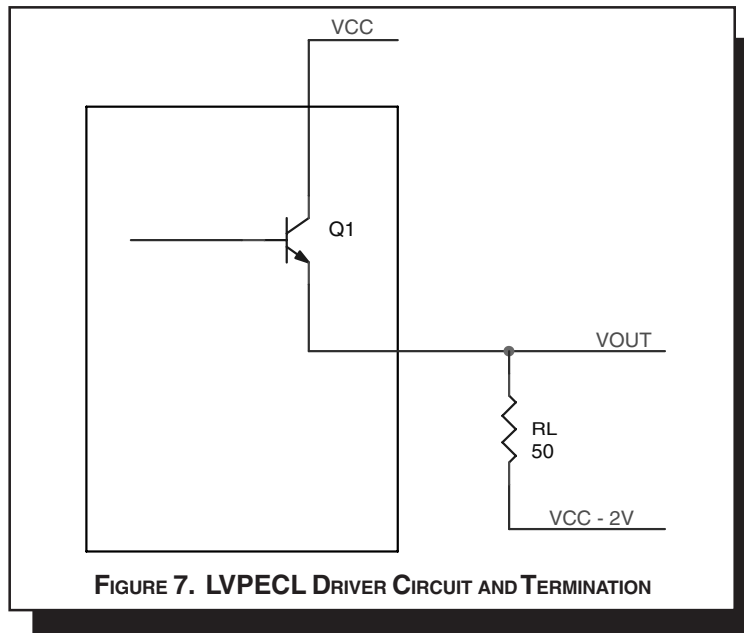 VCC
Q1
VOUT
RL
50
VCC - 2V
FIGURE 7. LVPECL DRIVER CIRCUIT AND TERMINATION